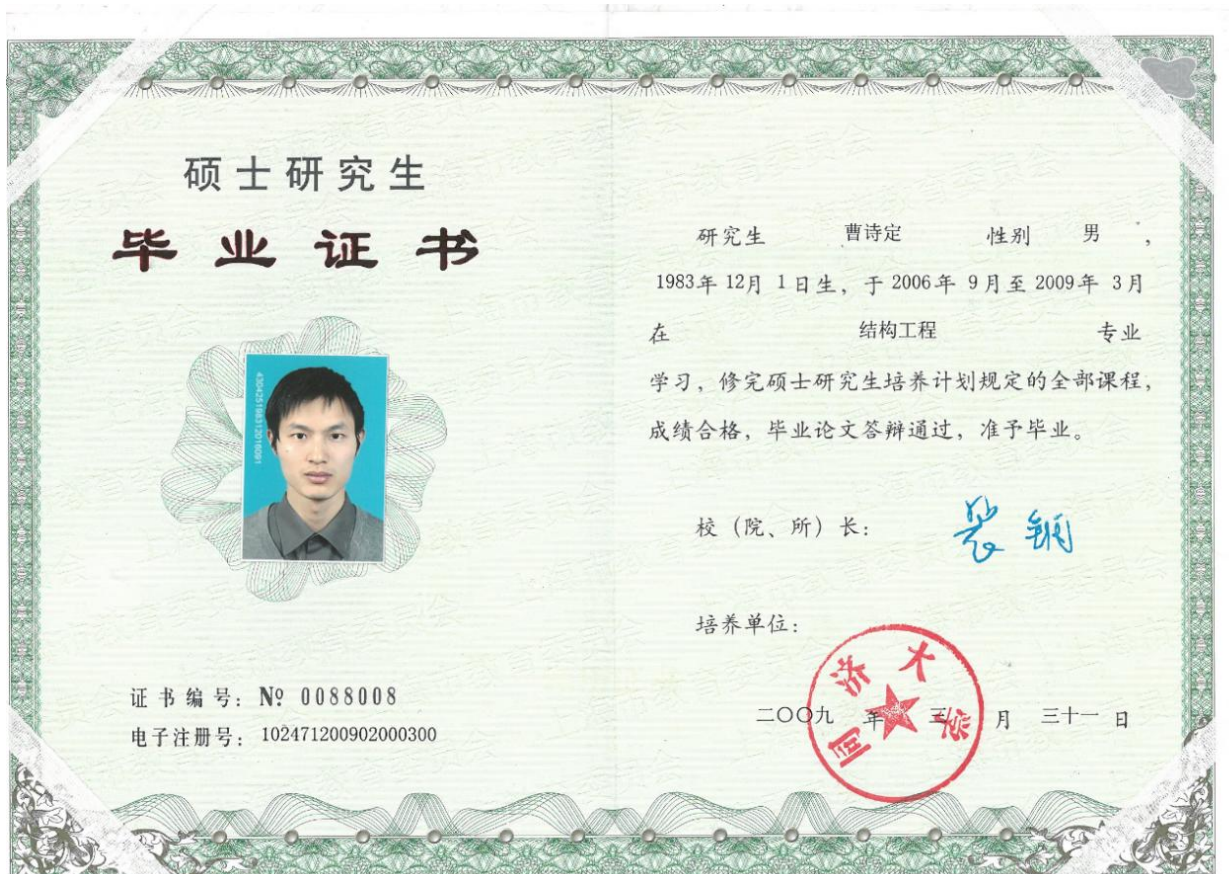 硕士研究生
毕业证书
430425198312016091
证书编号：№ 0088008
电子注册号：102471200902000300
研究生 曹诗定 性别 男，
1983年 12月 1日生，于 2006年 9月至 2009年 3月
在 结构工程 专业
学习，修完硕士研究生培养计划规定的全部课程，
成绩合格，毕业论文答辩通过，准予毕业。
校（院、所）长：裴钢
培养单位：
同济大学
二〇〇九 年 三 月 三十一 日